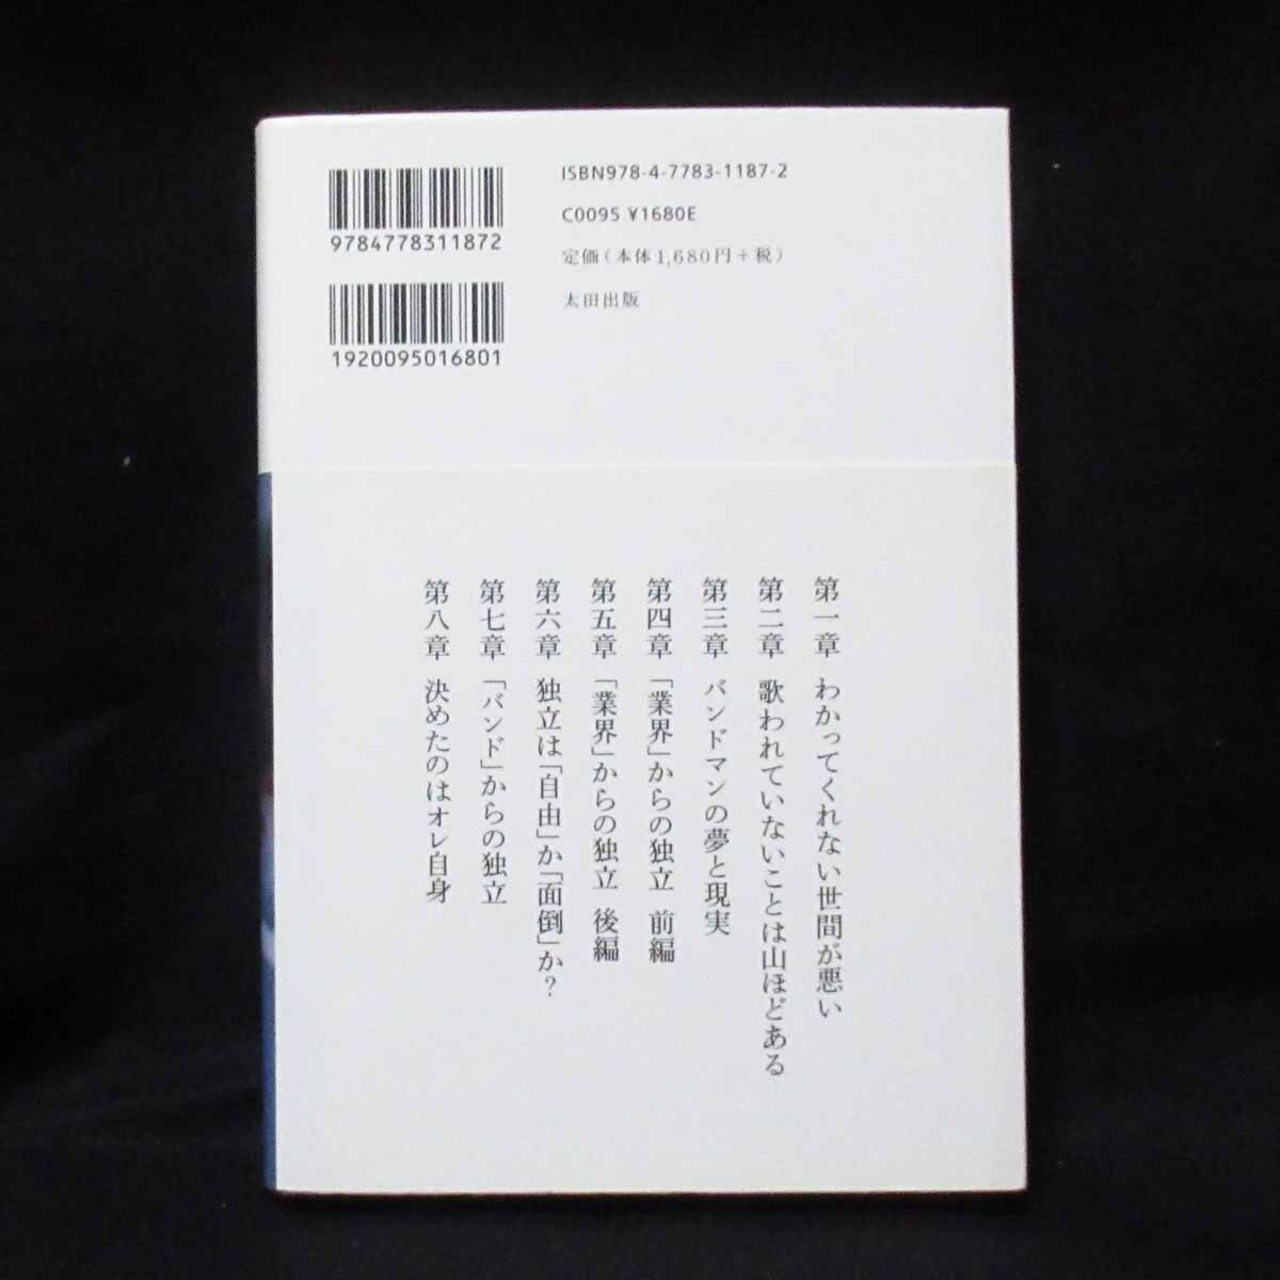 9784778311872
1920095016801
ISBN978-4-7783-1187-2
C0095 ¥1680E
定価(本体1,680円+税)
太田出版
第一章 わかってくれない世間が悪い
第二章 歌われていないことは山ほどある
第三章 バンドマンの夢と現実
第四章 「業界」からの独立 前編
第五章 「業界」からの独立 後編
第六章 独立は「自由」か「面倒」か?
第七章 「バンド」からの独立
第八章 決めたのはオレ自身